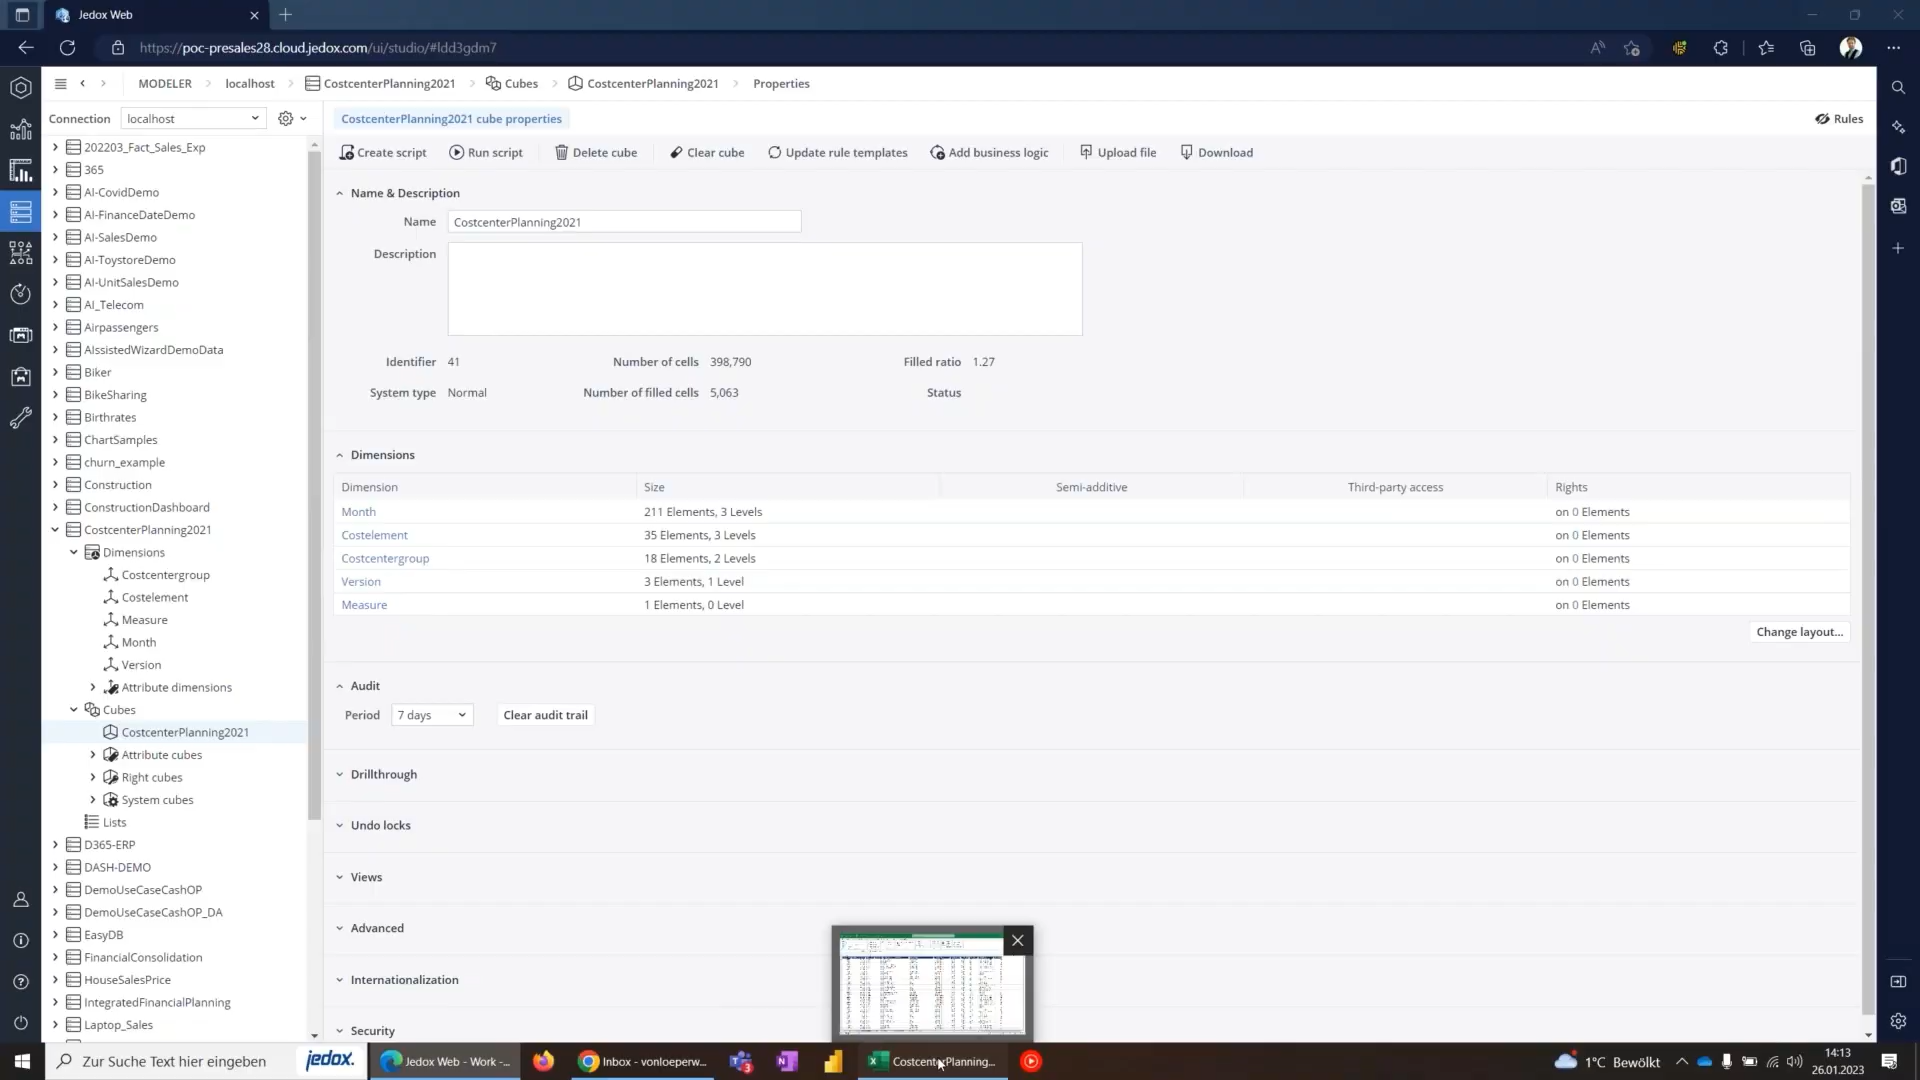 Jedox Web
https://poc-presales28.cloud.jedox.com/ui/studio/#ldd3gdm7
MODELER
localhost
CostcenterPlanning2021
Cubes
CostcenterPlanning2021
Properties
Connection
localhost
CostcenterPlanning2021 cube properties
Rules
Create script
Run script
Delete cube
Clear cube
Update rule templates
Add business logic
Upload file
Download
202203_Fact_Sales_Exp
365
AI-CovidDemo
AI-FinanceDateDemo
AI-SalesDemo
AI-ToystoreDemo
AI-UnitSalesDemo
AI_Telecom
Airpassengers
AIssistedWizardDemoData
Biker
BikeSharing
Birthrates
ChartSamples
churn_example
Construction
ConstructionDashboard
CostcenterPlanning2021
Dimensions
Costcentergroup
Costelement
Measure
Month
Version
Attribute dimensions
Cubes
CostcenterPlanning2021
Attribute cubes
Right cubes
System cubes
Lists
D365-ERP
DASH-DEMO
DemoUseCaseCashOP
DemoUseCaseCashOP_DA
EasyDB
FinancialConsolidation
HouseSalesPrice
IntegratedFinancialPlanning
Laptop_Sales
Name & Description
Name CostcenterPlanning2021
Description
Identifier 41 Number of cells 398,790 Filled ratio 1.27
System type Normal Number of filled cells 5,063 Status
Dimensions
Dimension Size Semi-additive Third-party access Rights
Month 211 Elements, 3 Levels on 0 Elements
Costelement 35 Elements, 3 Levels on 0 Elements
Costcentergroup 18 Elements, 2 Levels on 0 Elements
Version 3 Elements, 1 Level on 0 Elements
Measure 1 Elements, 0 Level on 0 Elements
Change layout...
Audit
Period 7 days Clear audit trail
Drillthrough
Undo locks
Views
Advanced
Internationalization
Security
Zur Suche Text hier eingeben
jedox.
Jedox Web - Work -...
Inbox - vonloeperw...
3
CostcenterPlanning...
1°C Bewölkt
14:13
26.01.2023